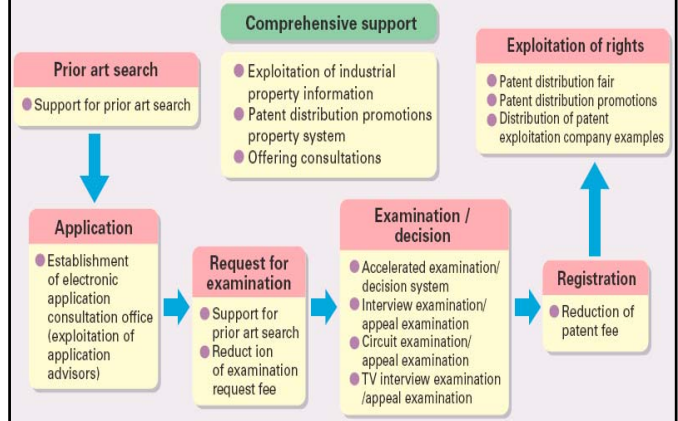 Comprehensive support
Exploitation of industrial
property information
Patent distribution promotions
property system
Offering consultations
Prior art search
Support for prior art search
Application
Establishment
of electronic
application
consultation office
(exploitation of
application
advisors)
Request for
examination
Support for
prior art search
Reduct ion
of examination
request fee
Examination /
decision
Accelerated examination/
decision system
Interview examination/
appeal examination
Circuit examination/
appeal examination
TV interview examination
/appeal examination
Registration
Reduction of
patent fee
Exploitation of rights
Patent distribution fair
Patent distribution promotions
Distribution of patent
exploitation company examples